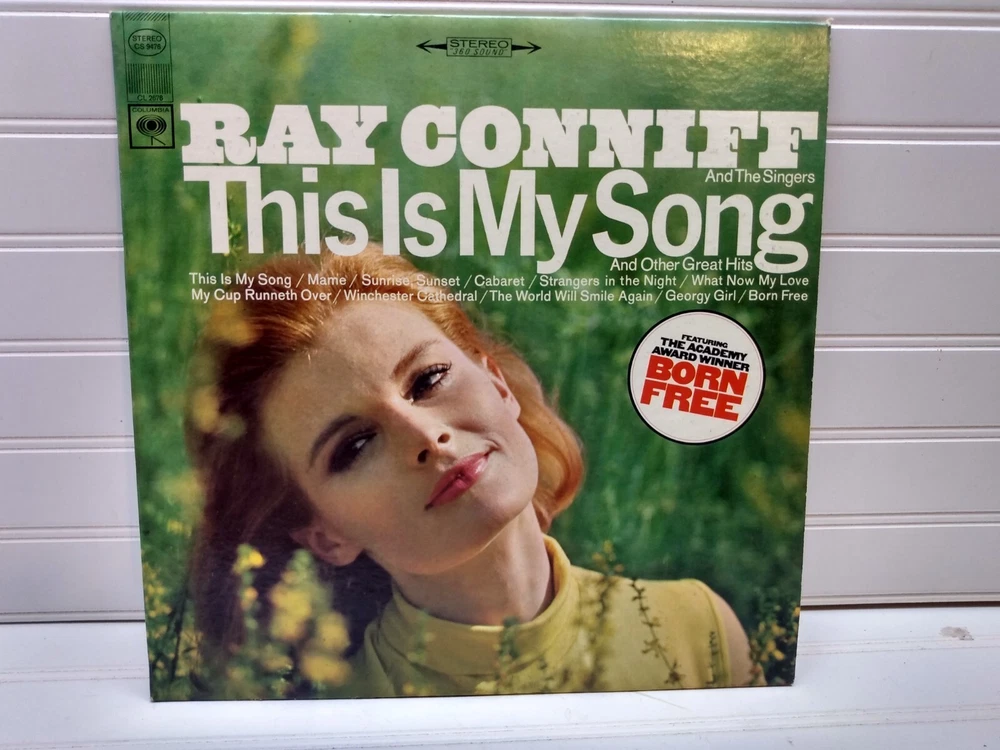 STEREO
CS 9476
CL 2676
COLUMBIA
STEREO
"360 SOUND"
RAY CONNIFF
And The Singers
This Is My Song
And Other Great Hits
This Is My Song / Mame / Sunrise, Sunset / Cabaret / Strangers in the Night / What Now My Love
My Cup Runneth Over / Winchester Cathedral / The World Will Smile Again / Georgy Girl / Born Free
FEATURING
THE ACADEMY
AWARD WINNER
BORN
FREE